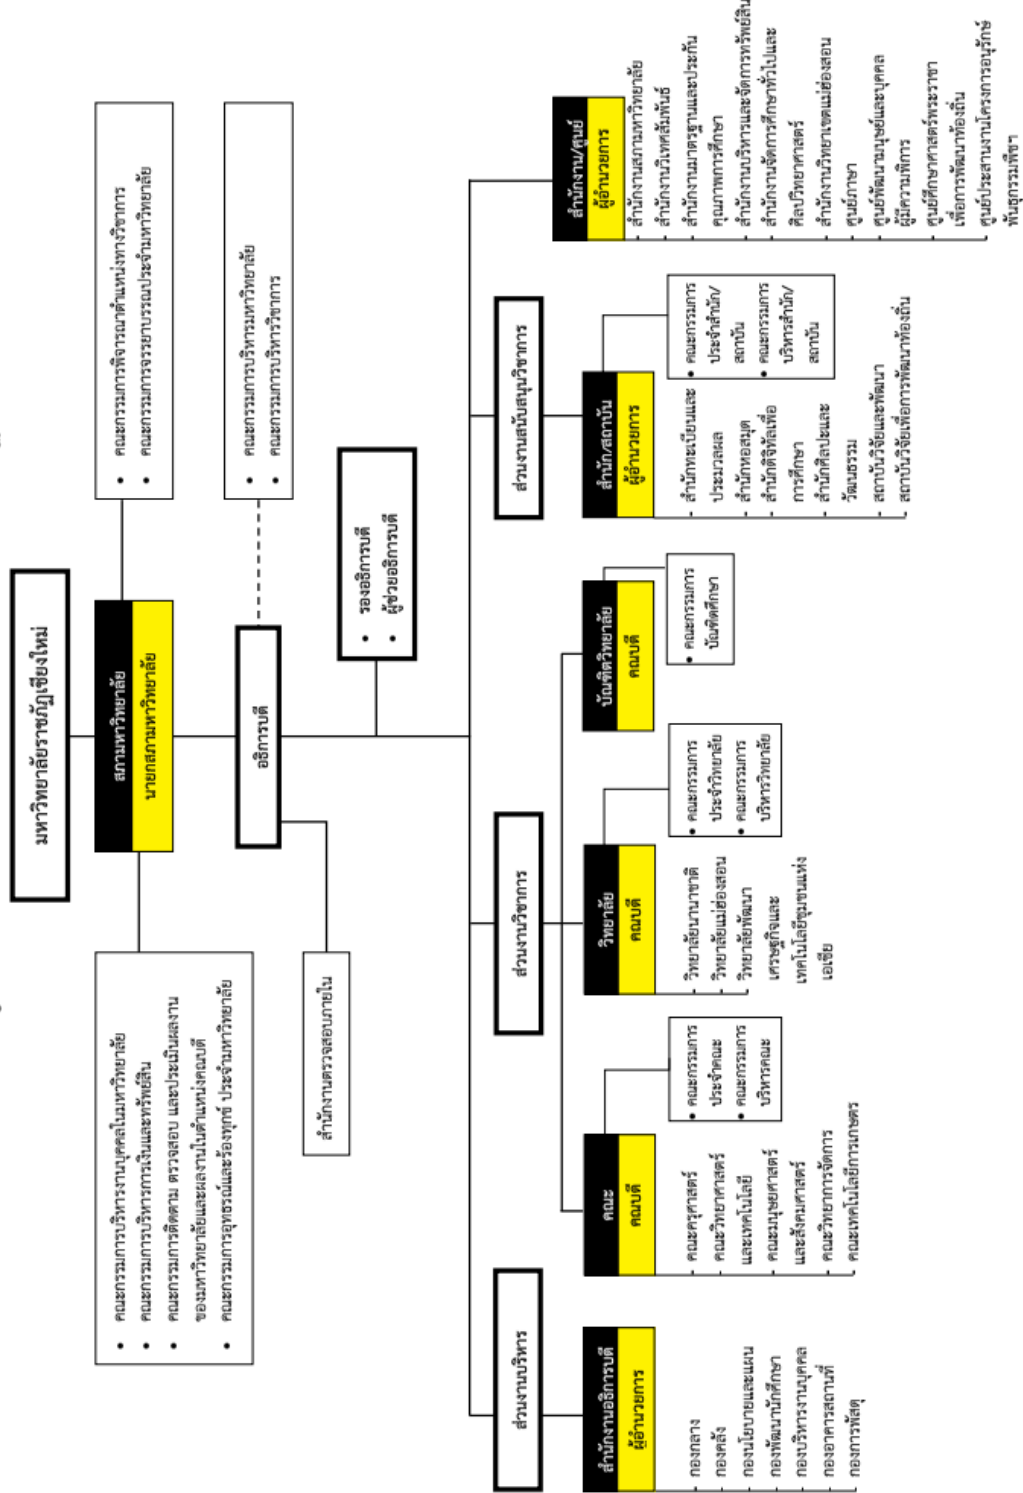 มหาวิทยาลัยราชภัฏเชียงใหม่
สภามหาวิทยาลัย
นายกสภามหาวิทยาลัย
• คณะกรรมการบริหารงานบุคคลในมหาวิทยาลัย
• คณะกรรมการบริหารการเงินและทรัพย์สิน
• คณะกรรมการติดตาม ตรวจสอบ และประเมินผลงาน
ของมหาวิทยาลัยและผลงานในตำแหน่งคณบดี
• คณะกรรมการอุทธรณ์และร้องทุกข์ ประจำมหาวิทยาลัย
• คณะกรรมการพิจารณาตำแหน่งทางวิชาการ
• คณะกรรมการจรรยาบรรณประจำมหาวิทยาลัย
อธิการบดี
• คณะกรรมการบริหารมหาวิทยาลัย
• คณะกรรมการบริหารวิชาการ
สำนักงานตรวจสอบภายใน
• รองอธิการบดี
• ผู้ช่วยอธิการบดี
ส่วนงานบริหาร
สำนักงานอธิการบดี
ผู้อำนวยการ
- กองกลาง
- กองคลัง
- กองนโยบายและแผน
- กองพัฒนานักศึกษา
- กองบริหารงานบุคคล
- กองอาคารสถานที่
- กองการพัสดุ
ส่วนงานวิชาการ
คณะ
คณบดี
• คณะกรรมการ
ประจำคณะ
• คณะกรรมการ
บริหารคณะ
- คณะครุศาสตร์
- คณะวิทยาศาสตร์
และเทคโนโลยี
- คณะมนุษยศาสตร์
และสังคมศาสตร์
- คณะวิทยาการจัดการ
- คณะเทคโนโลยีการเกษตร
วิทยาลัย
คณบดี
• คณะกรรมการ
ประจำวิทยาลัย
• คณะกรรมการ
บริหารวิทยาลัย
- วิทยาลัยนานาชาติ
- วิทยาลัยแม่ฮ่องสอน
- วิทยาลัยพัฒนา
เศรษฐกิจและ
เทคโนโลยีชุมชนแห่ง
เอเชีย
บัณฑิตวิทยาลัย
คณบดี
• คณะกรรมการ
บัณฑิตศึกษา
ส่วนงานสนับสนุนวิชาการ
สำนัก/สถาบัน
ผู้อำนวยการ
• คณะกรรมการ
ประจำสำนัก/
สถาบัน
• คณะกรรมการ
บริหารสำนัก/
สถาบัน
- สำนักทะเบียนและ
ประมวลผล
- สำนักหอสมุด
- สำนักดิจิทัลเพื่อ
การศึกษา
- สำนักศิลปะและ
วัฒนธรรม
- สถาบันวิจัยและพัฒนา
- สถาบันวิจัยเพื่อการพัฒนาท้องถิ่น
สำนักงาน/ศูนย์
ผู้อำนวยการ
- สำนักงานสภามหาวิทยาลัย
- สำนักงานวิเทศสัมพันธ์
- สำนักงานมาตรฐานและประกัน
คุณภาพการศึกษา
- สำนักงานบริหารและจัดการทรัพย์สิน
- สำนักงานจัดการศึกษาทั่วไปและ
ศิลปวิทยาศาสตร์
- สำนักงานวิทยาเขตแม่ฮ่องสอน
- ศูนย์ภาษา
- ศูนย์พัฒนามนุษย์และบุคคล
ผู้มีความพิการ
- ศูนย์ศึกษาศาสตร์พระราชา
เพื่อการพัฒนาท้องถิ่น
- ศูนย์ประสานงานโครงการอนุรักษ์
พันธุกรรมพืชฯ